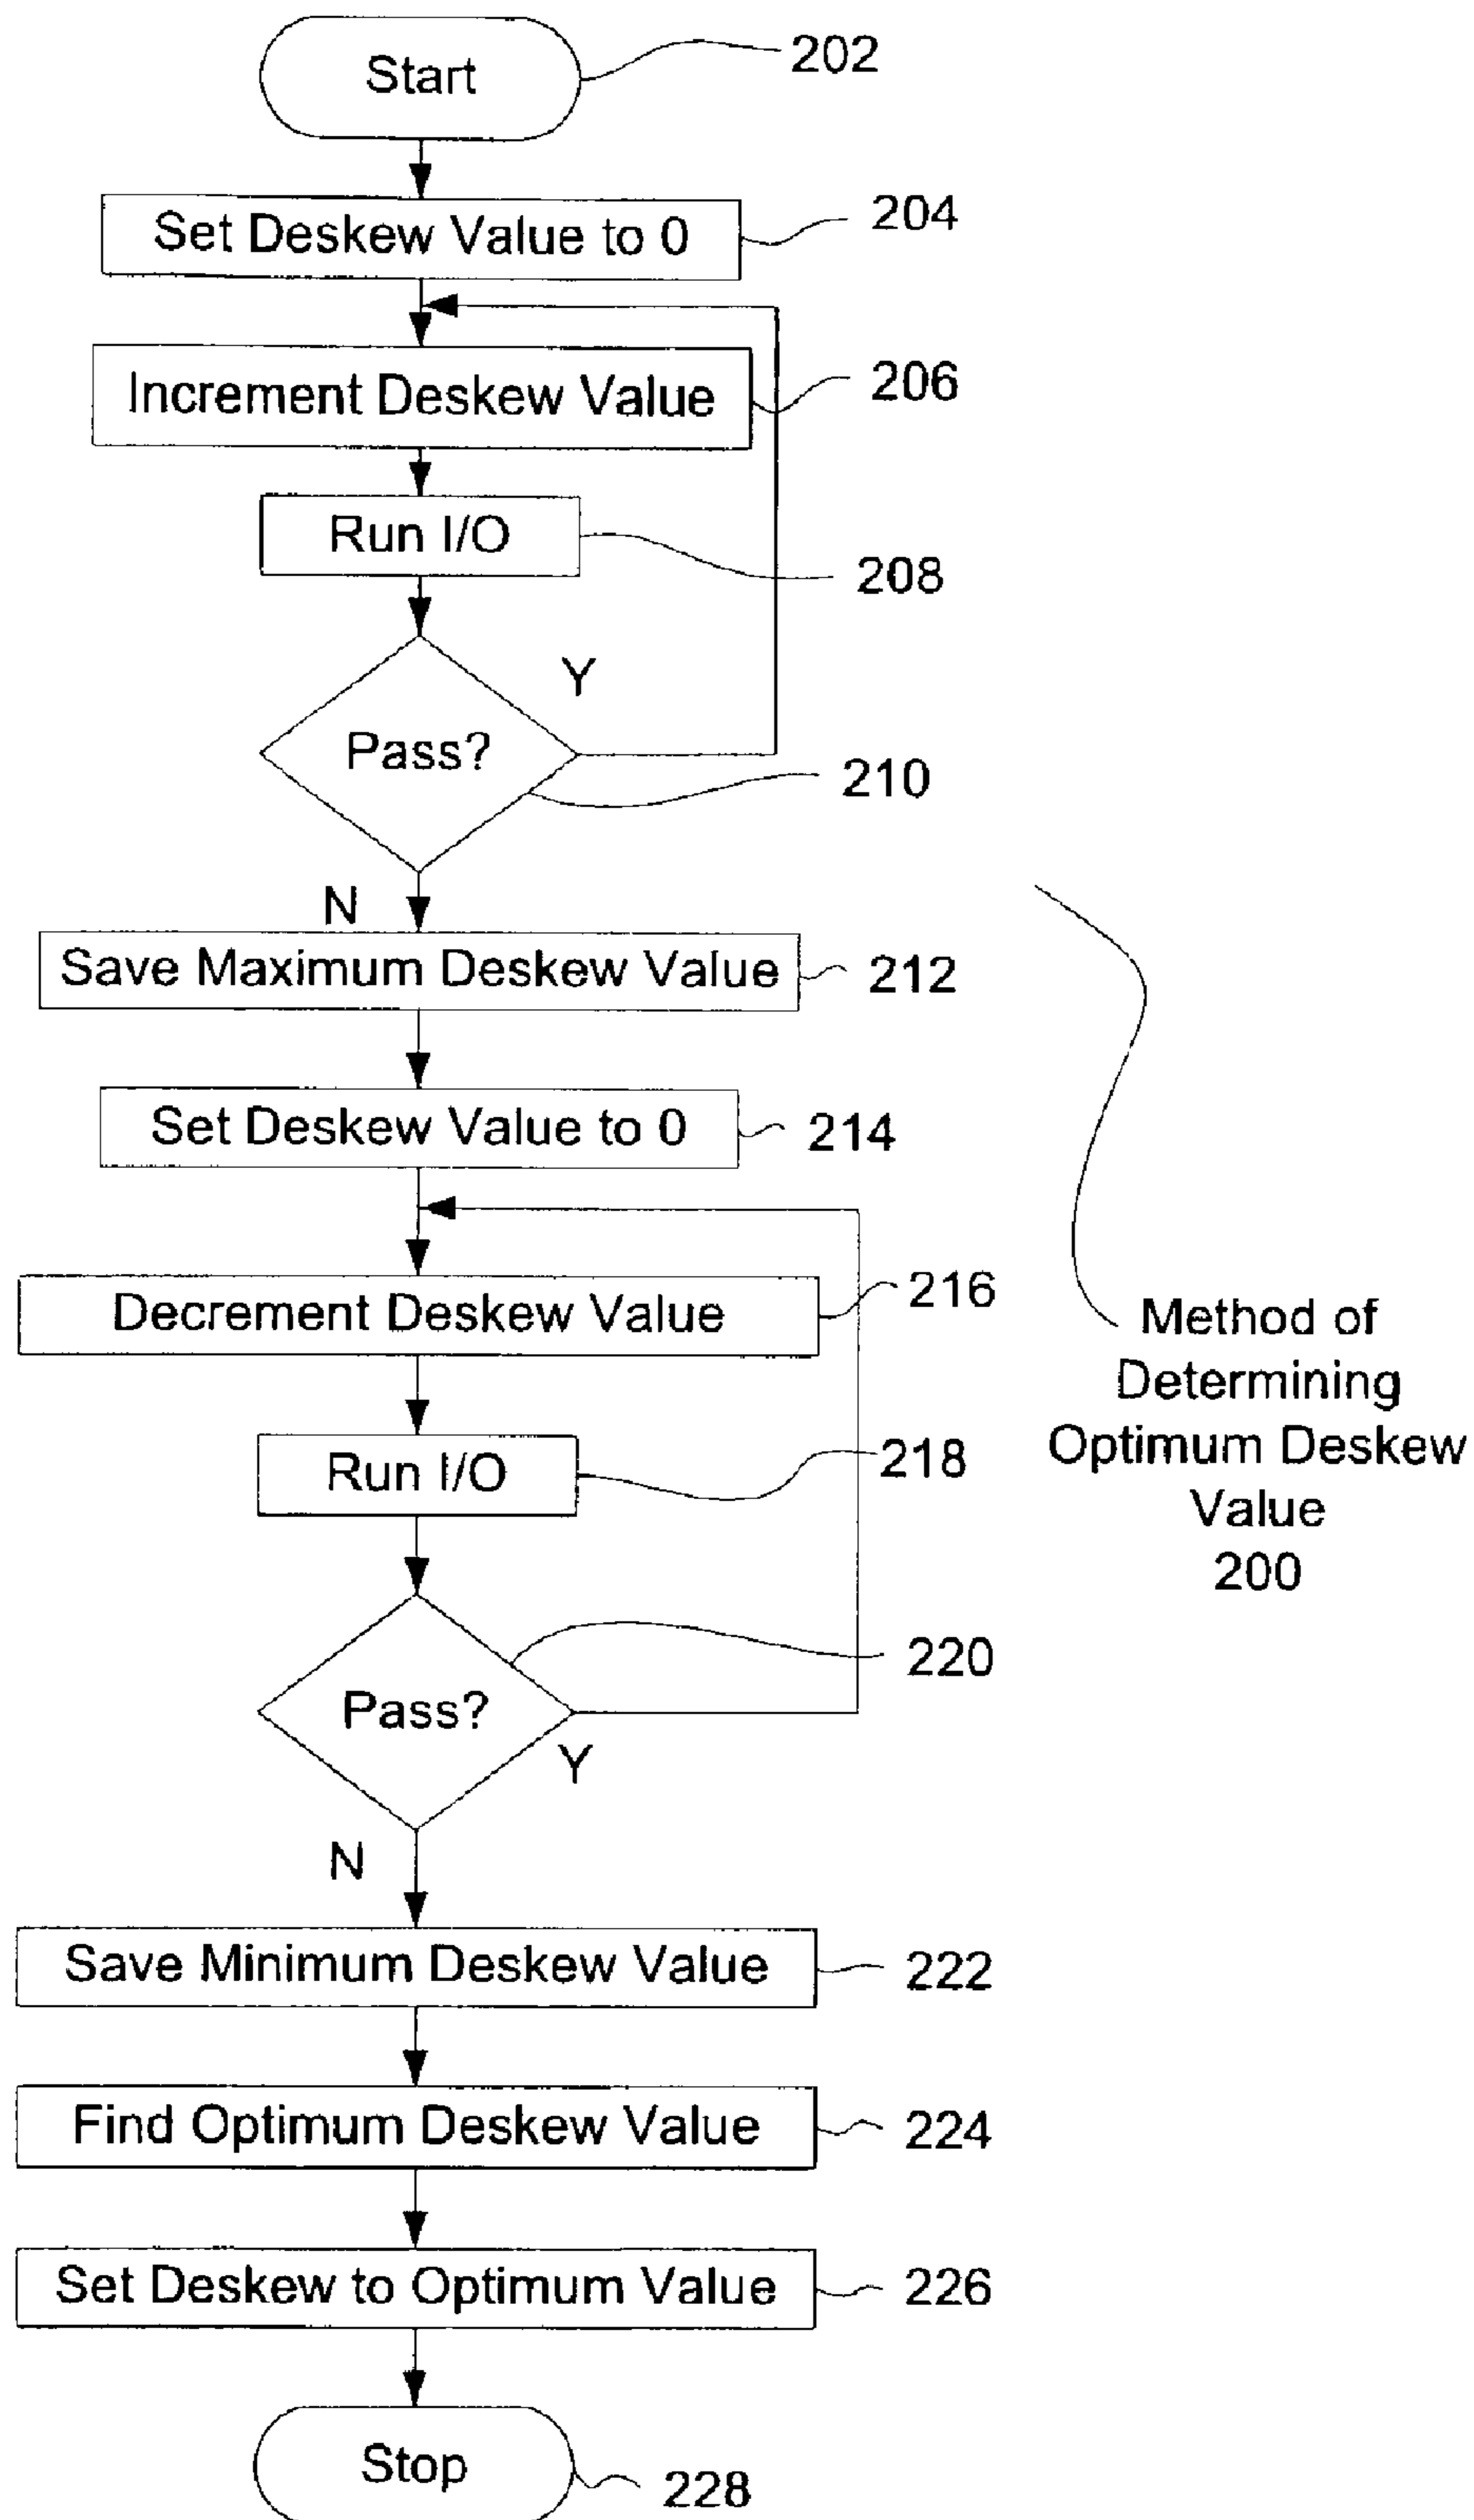 Start
202
Set Deskew Value to 0
204
Increment Deskew Value
206
Run I/O
208
Y
Pass?
210
N
Save Maximum Deskew Value
212
Set Deskew Value to 0
214
Decrement Deskew Value
216
Method of
Determining
Optimum Deskew
Value
200
Run I/O
218
220
Pass?
Y
N
Save Minimum Deskew Value
222
Find Optimum Deskew Value
224
Set Deskew to Optimum Value
226
Stop
228